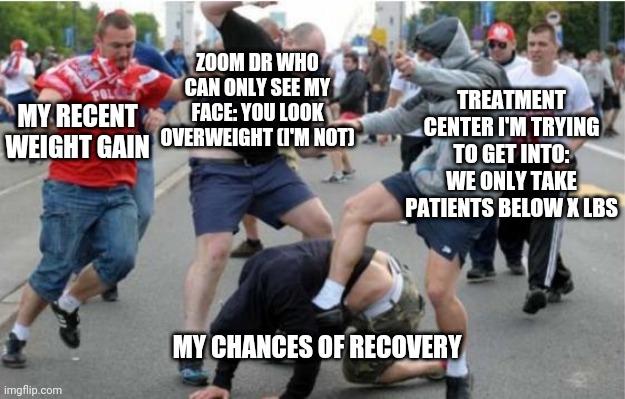 MY RECENT
WEIGHT GAIN
ZOOM DR WHO
CAN ONLY SEE MY
FACE: YOU LOOK
OVERWEIGHT (I'M NOT)
TREATMENT
CENTER I'M TRYING
TO GET INTO:
WE ONLY TAKE
PATIENTS BELOW X LBS
MY CHANCES OF RECOVERY
POLSKA
imgflip.com